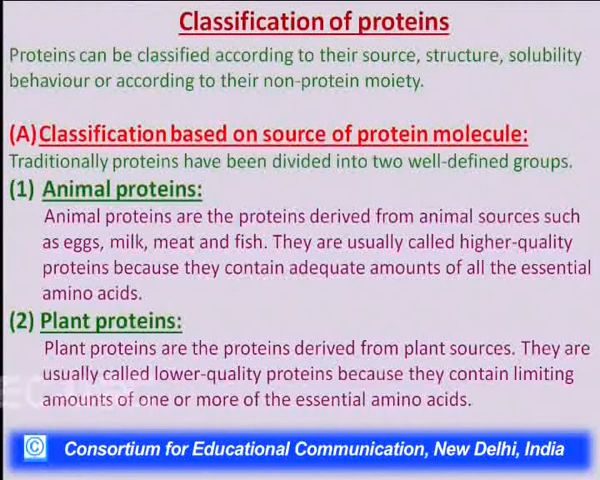 Classification of proteins
Proteins can be classified according to their source, structure, solubility
behaviour or according to their non-protein moiety.
(A)Classification based on source of protein molecule:
Traditionally proteins have been divided into two well-defined groups.
(1) Animal proteins:
Animal proteins are the proteins derived from animal sources such
as eggs, milk, meat and fish. They are usually called higher-quality
proteins because they contain adequate amounts of all the essential
amino acids.
(2) Plant proteins:
Plant proteins are the proteins derived from plant sources. They are
usually called lower-quality proteins because they contain limiting
amounts of one or more of the essential amino acids.
© Consortium for Educational Communication, New Delhi, India